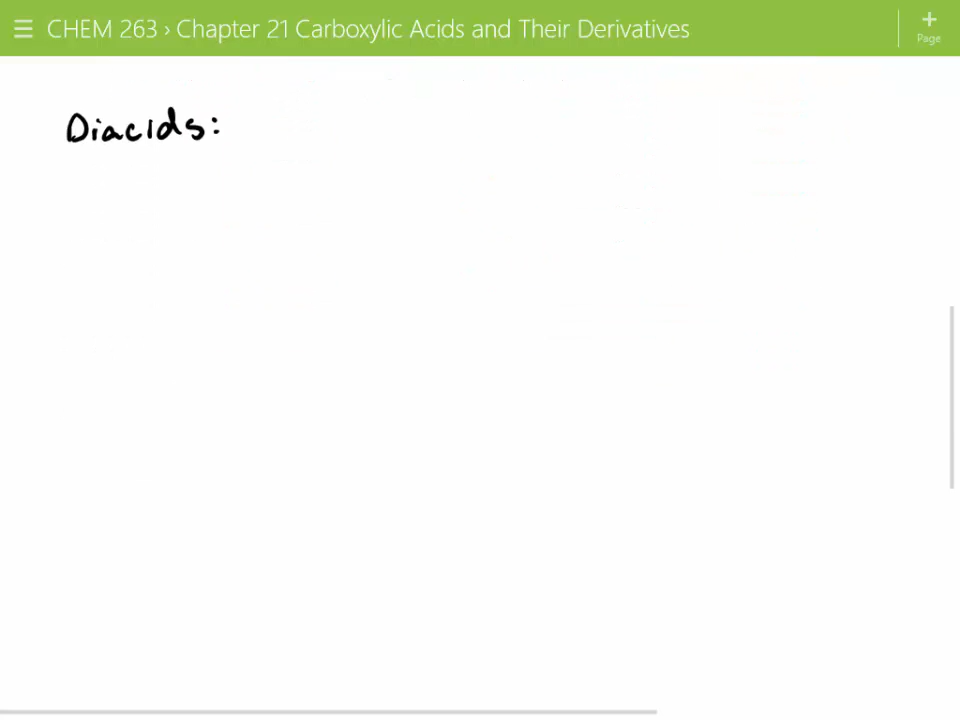 CHEM 263 › Chapter 21 Carboxylic Acids and Their Derivatives
Page
Diacids: